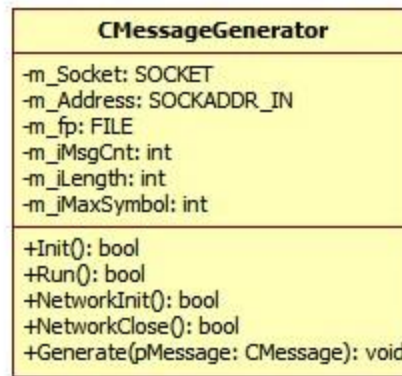 CMessageGenerator
-m_Socket: SOCKET
-m_Address: SOCKADDR_IN
-m_fp: FILE
-m_iMsgCnt: int
-m_iLength: int
-m_iMaxSymbol: int
+Init(): bool
+Run(): bool
+NetworkInit(): bool
+NetworkClose(): bool
+Generate(pMessage: CMessage): void